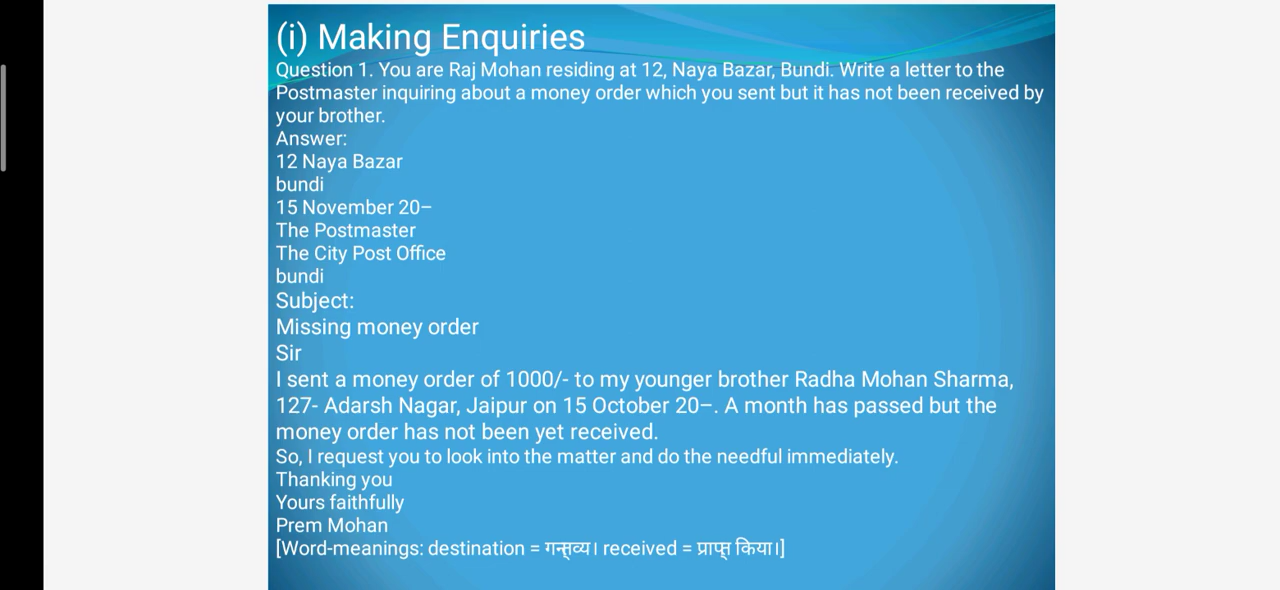 (i) Making Enquiries
Question 1. You are Raj Mohan residing at 12, Naya Bazar, Bundi. Write a letter to the
Postmaster inquiring about a money order which you sent but it has not been received by
your brother.
Answer:
12 Naya Bazar
bundi
15 November 20–
The Postmaster
The City Post Office
bundi
Subject:
Missing money order
Sir
I sent a money order of 1000/- to my younger brother Radha Mohan Sharma,
127- Adarsh Nagar, Jaipur on 15 October 20–. A month has passed but the
money order has not been yet received.
So, I request you to look into the matter and do the needful immediately.
Thanking you
Yours faithfully
Prem Mohan
[Word-meanings: destination = गन्तव्य। received = प्राप्त किया।]